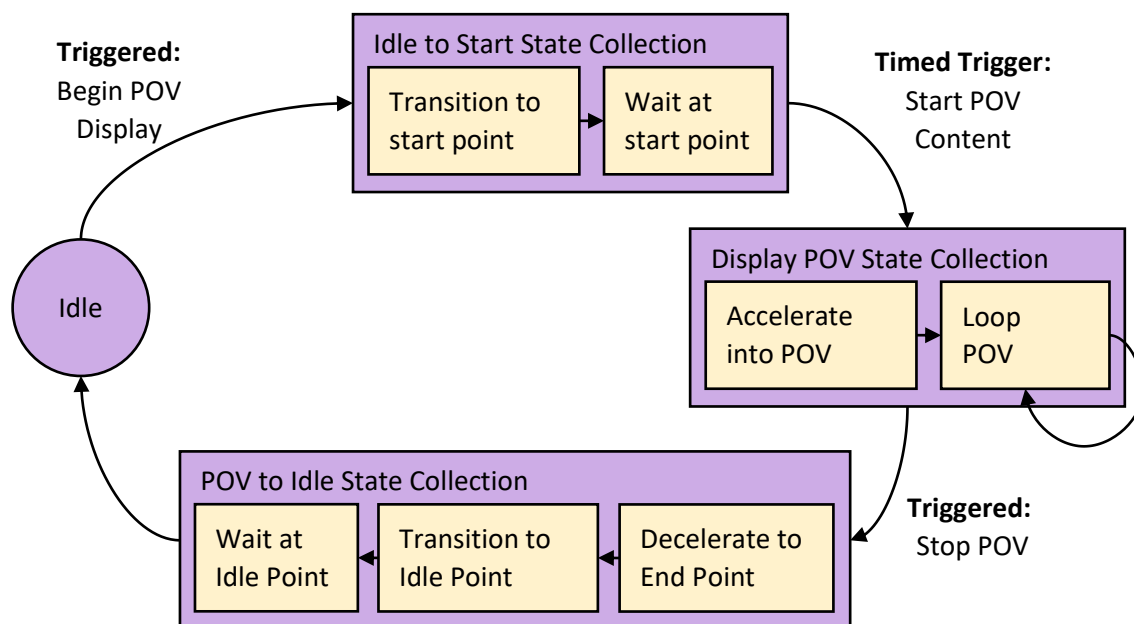 Triggered:
Begin POV
Display
Idle to Start State Collection
Transition to
start point
Wait at
start point
Timed Trigger:
Start POV
Content
Idle
Display POV State Collection
Accelerate
into POV
Loop
POV
POV to Idle State Collection
Wait at
Idle Point
Transition to
Idle Point
Decelerate to
End Point
Triggered:
Stop POV